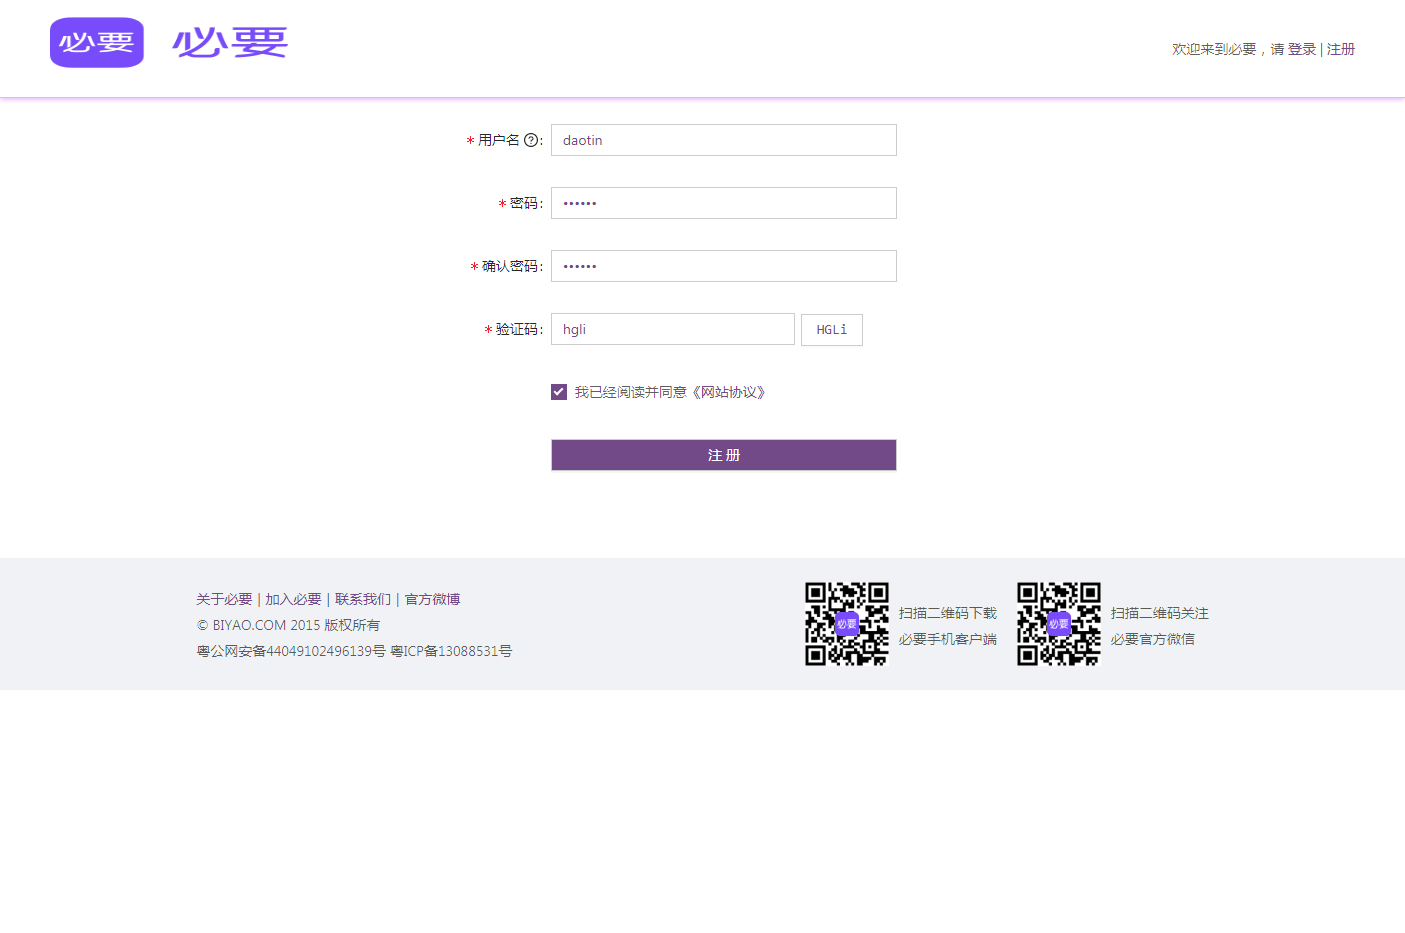 必要 必要
欢迎来到必要，请 登录 | 注册
* 用户名 ?: daotin
* 密码: ••••••
* 确认密码: ••••••
* 验证码: hgli HGLi
我已经阅读并同意《网站协议》
注 册
关于必要 | 加入必要 | 联系我们 | 官方微博
© BIYAO.COM 2015 版权所有
粤公网安备44049102496139号 粤ICP备13088531号
必要
扫描二维码下载
必要手机客户端
必要
扫描二维码关注
必要官方微信